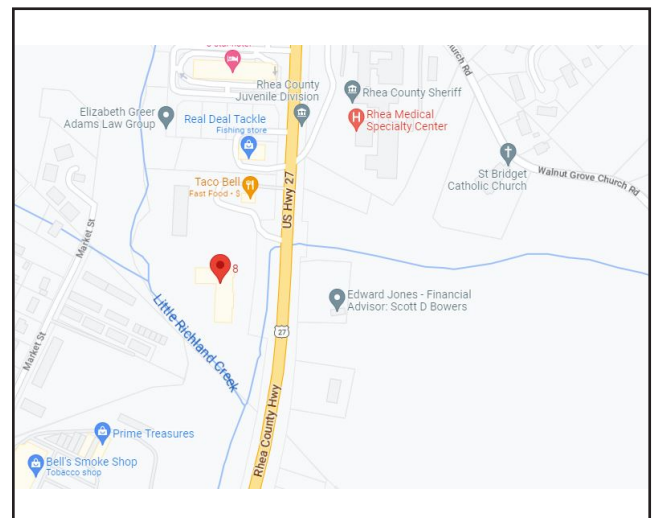 Rhea County
Juvenile Division
Rhea County Sheriff
Elizabeth Greer
Adams Law Group
Real Deal Tackle
Fishing store
H
Rhea Medical
Specialty Center
US Hwy 27
St Bridget
Catholic Church
Walnut Grove Church Rd
Church Rd
Taco Bell
Fast Food · $
Market St
8
Little Richland Creek
Edward Jones - Financial
Advisor: Scott D Bowers
27
Market St
Rhea County Hwy
Prime Treasures
Bell's Smoke Shop
Tobacco shop